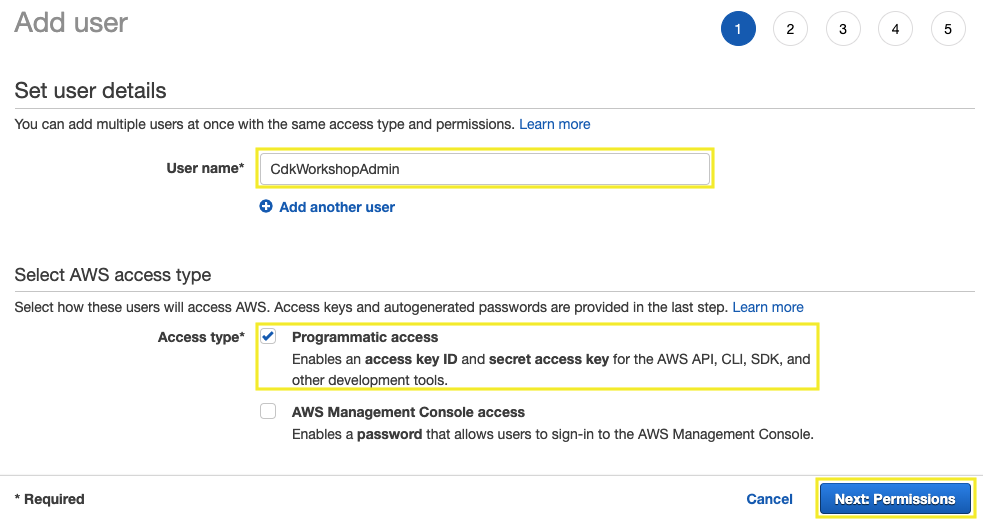 Add user
1 2 3 4 5
Set user details
You can add multiple users at once with the same access type and permissions. Learn more
User name* CdkWorkshopAdmin
Add another user
Select AWS access type
Select how these users will access AWS. Access keys and autogenerated passwords are provided in the last step. Learn more
Access type* Programmatic access
Enables an access key ID and secret access key for the AWS API, CLI, SDK, and
other development tools.
AWS Management Console access
Enables a password that allows users to sign-in to the AWS Management Console.
* Required Cancel Next: Permissions